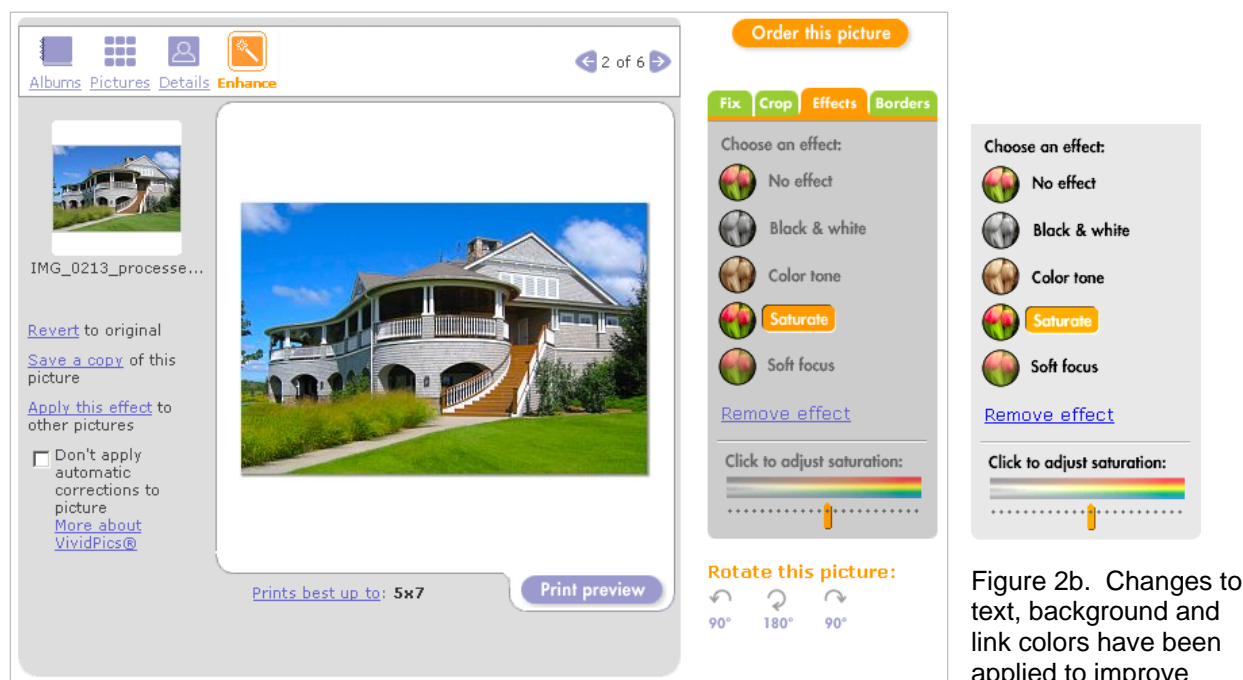 Albums Pictures Details Enhance
2 of 6
IMG_0213_processe...
Revert to original
Save a copy of this
picture
Apply this effect to
other pictures
Don't apply
automatic
corrections to
picture
More about
VividPics®
Prints best up to: 5x7
Print preview
Order this picture
Fix Crop Effects Borders
Choose an effect:
No effect
Black & white
Color tone
Saturate
Soft focus
Remove effect
Click to adjust saturation:
Rotate this picture:
90° 180° 90°
Choose an effect:
No effect
Black & white
Color tone
Saturate
Soft focus
Remove effect
Click to adjust saturation:
Figure 2b. Changes to
text, background and
link colors have been
applied to improve